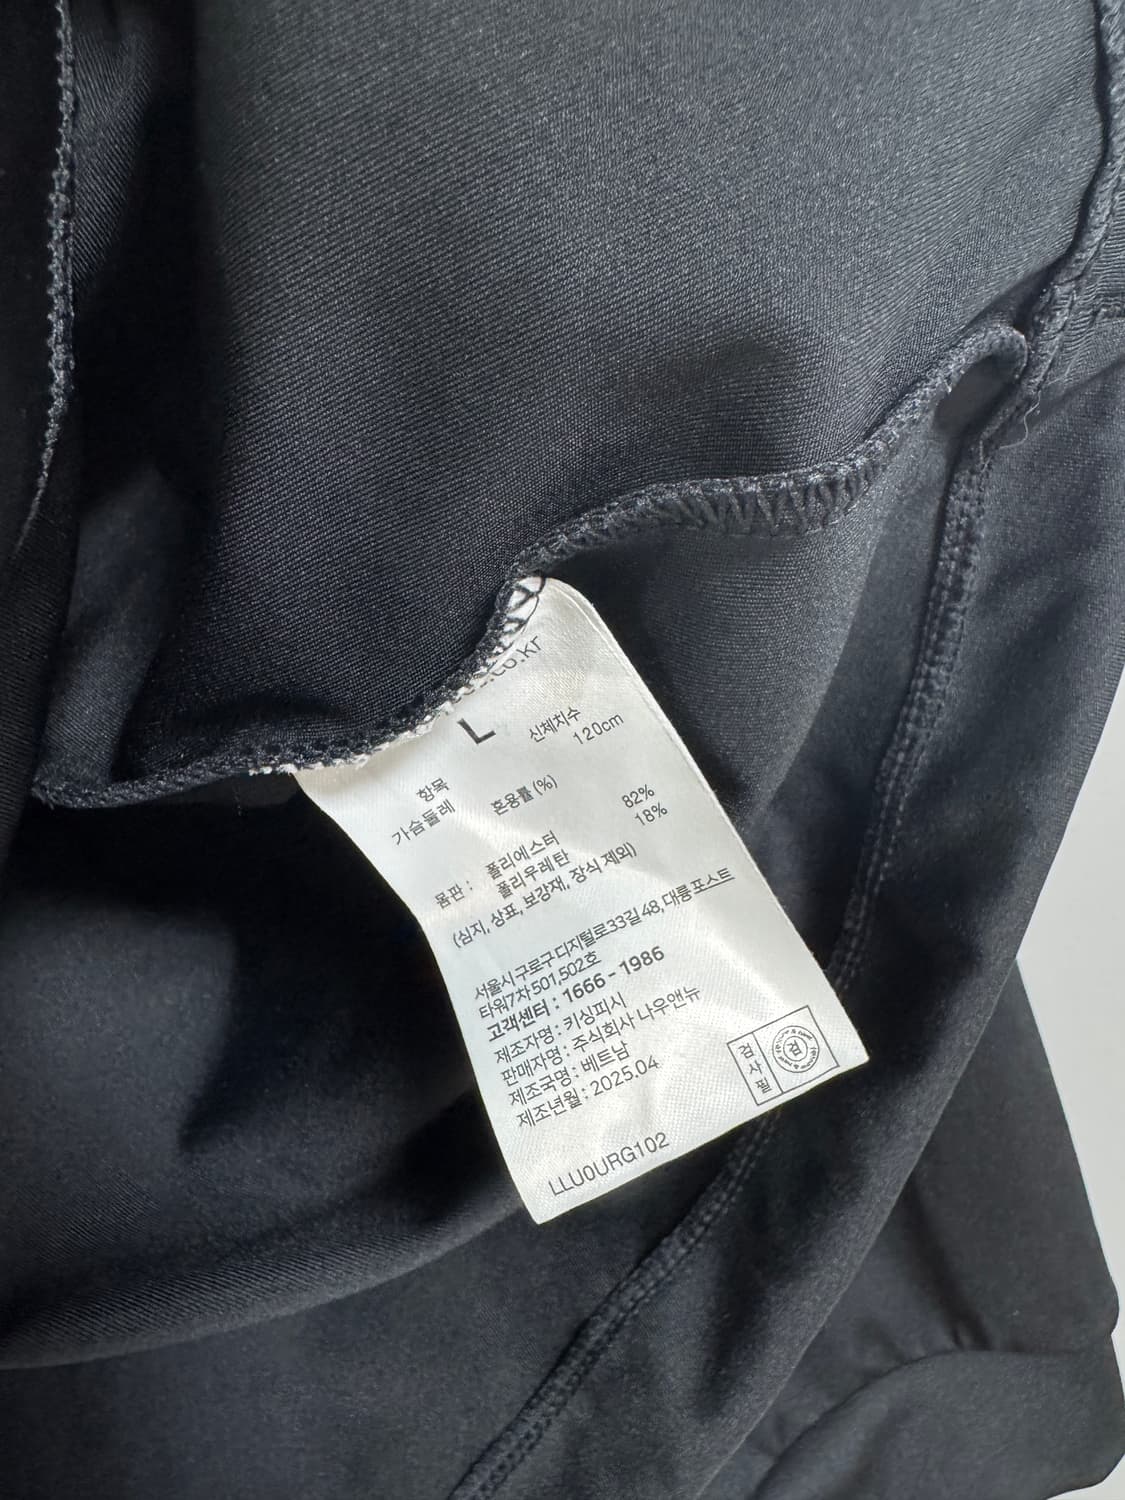 .co.kr
L
항목 신체치수
가슴둘레 120cm
혼용률 (%)
몸판 : 폴리에스터 82%
폴리우레탄 18%
(심지, 상표, 보강재, 장식 제외)
서울시 구로구 디지털로33길 48, 대륭포스트
타워7차 501,502호
고객센터 : 1666 - 1986
제조자명 : 키싱피시
판매자명 : 주식회사 나우앤뉴
제조국명 : 베트남
제조년월 : 2025.04
검사필
검
LLU0URG102